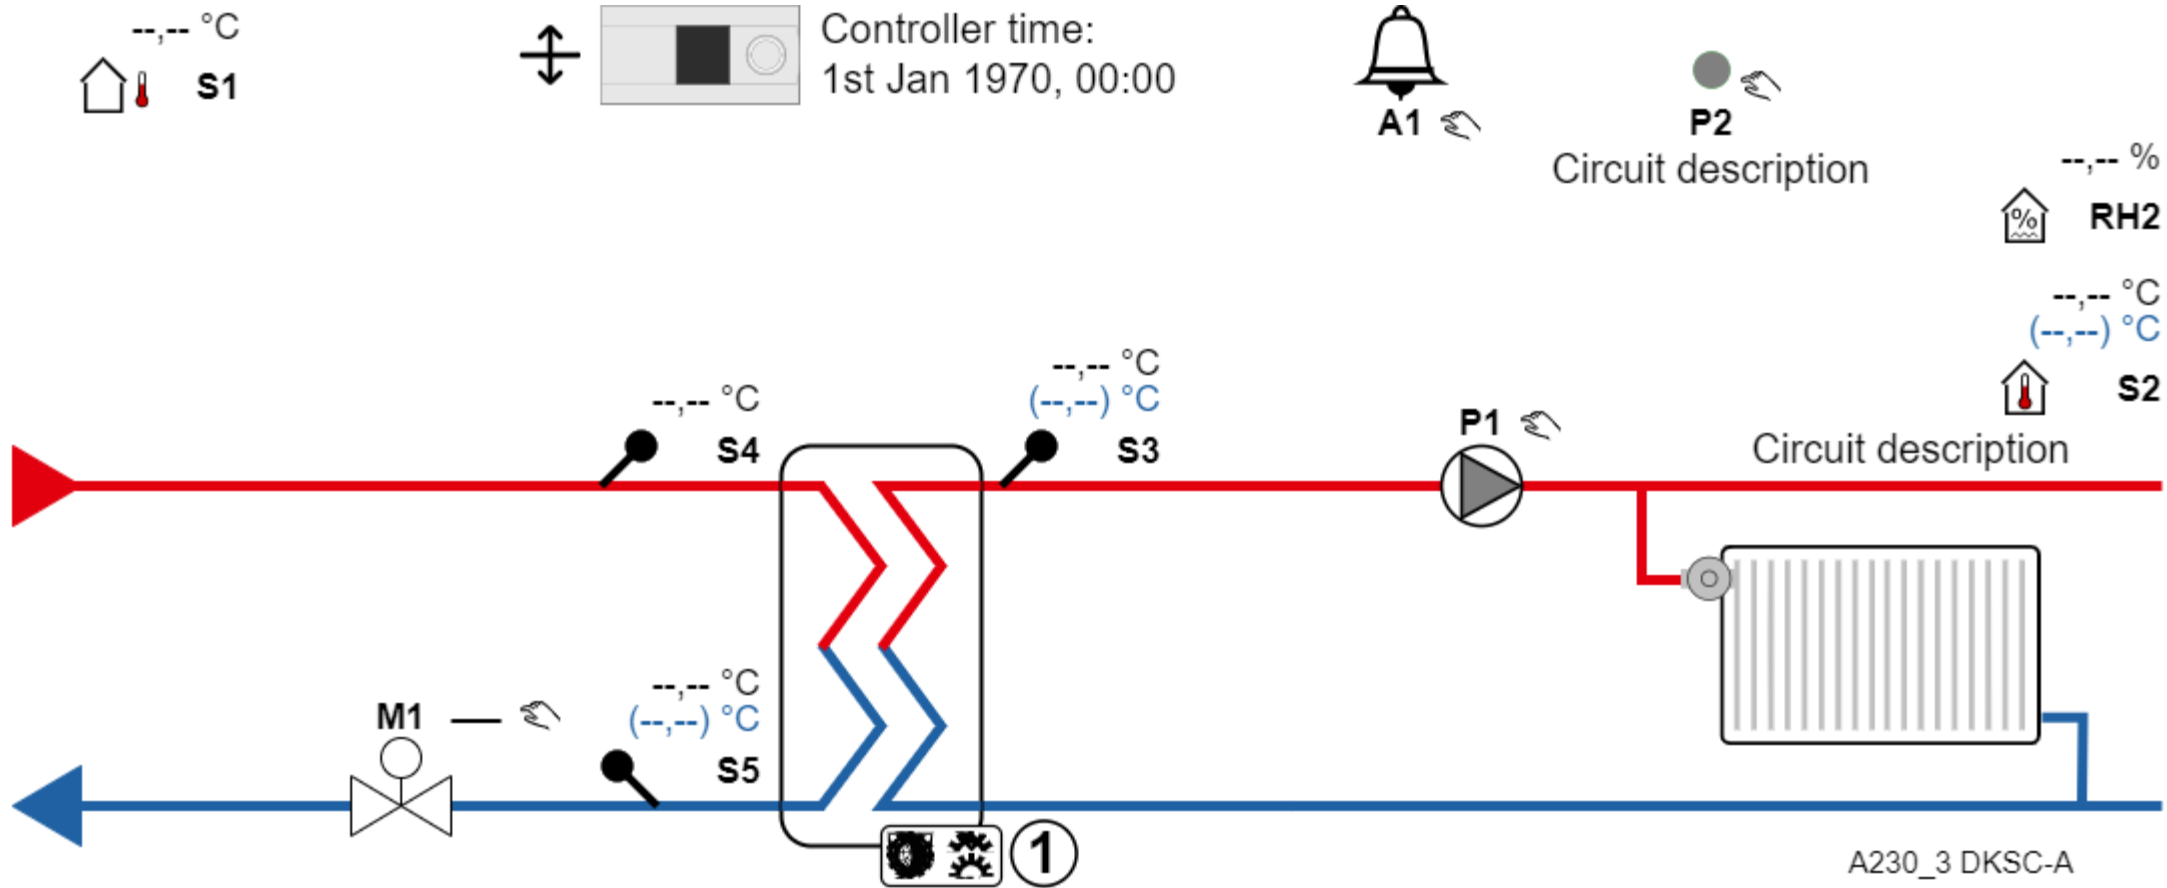 --,-- °C
S1
Controller time:
1st Jan 1970, 00:00
A1
P2
Circuit description
--,-- %
%
RH2
--,-- °C
(--,--) °C
S2
Circuit description
--,-- °C
S4
--,-- °C
(--,--) °C
S3
P1
M1
--,-- °C
(--,--) °C
S5
1
A230_3 DKSC-A